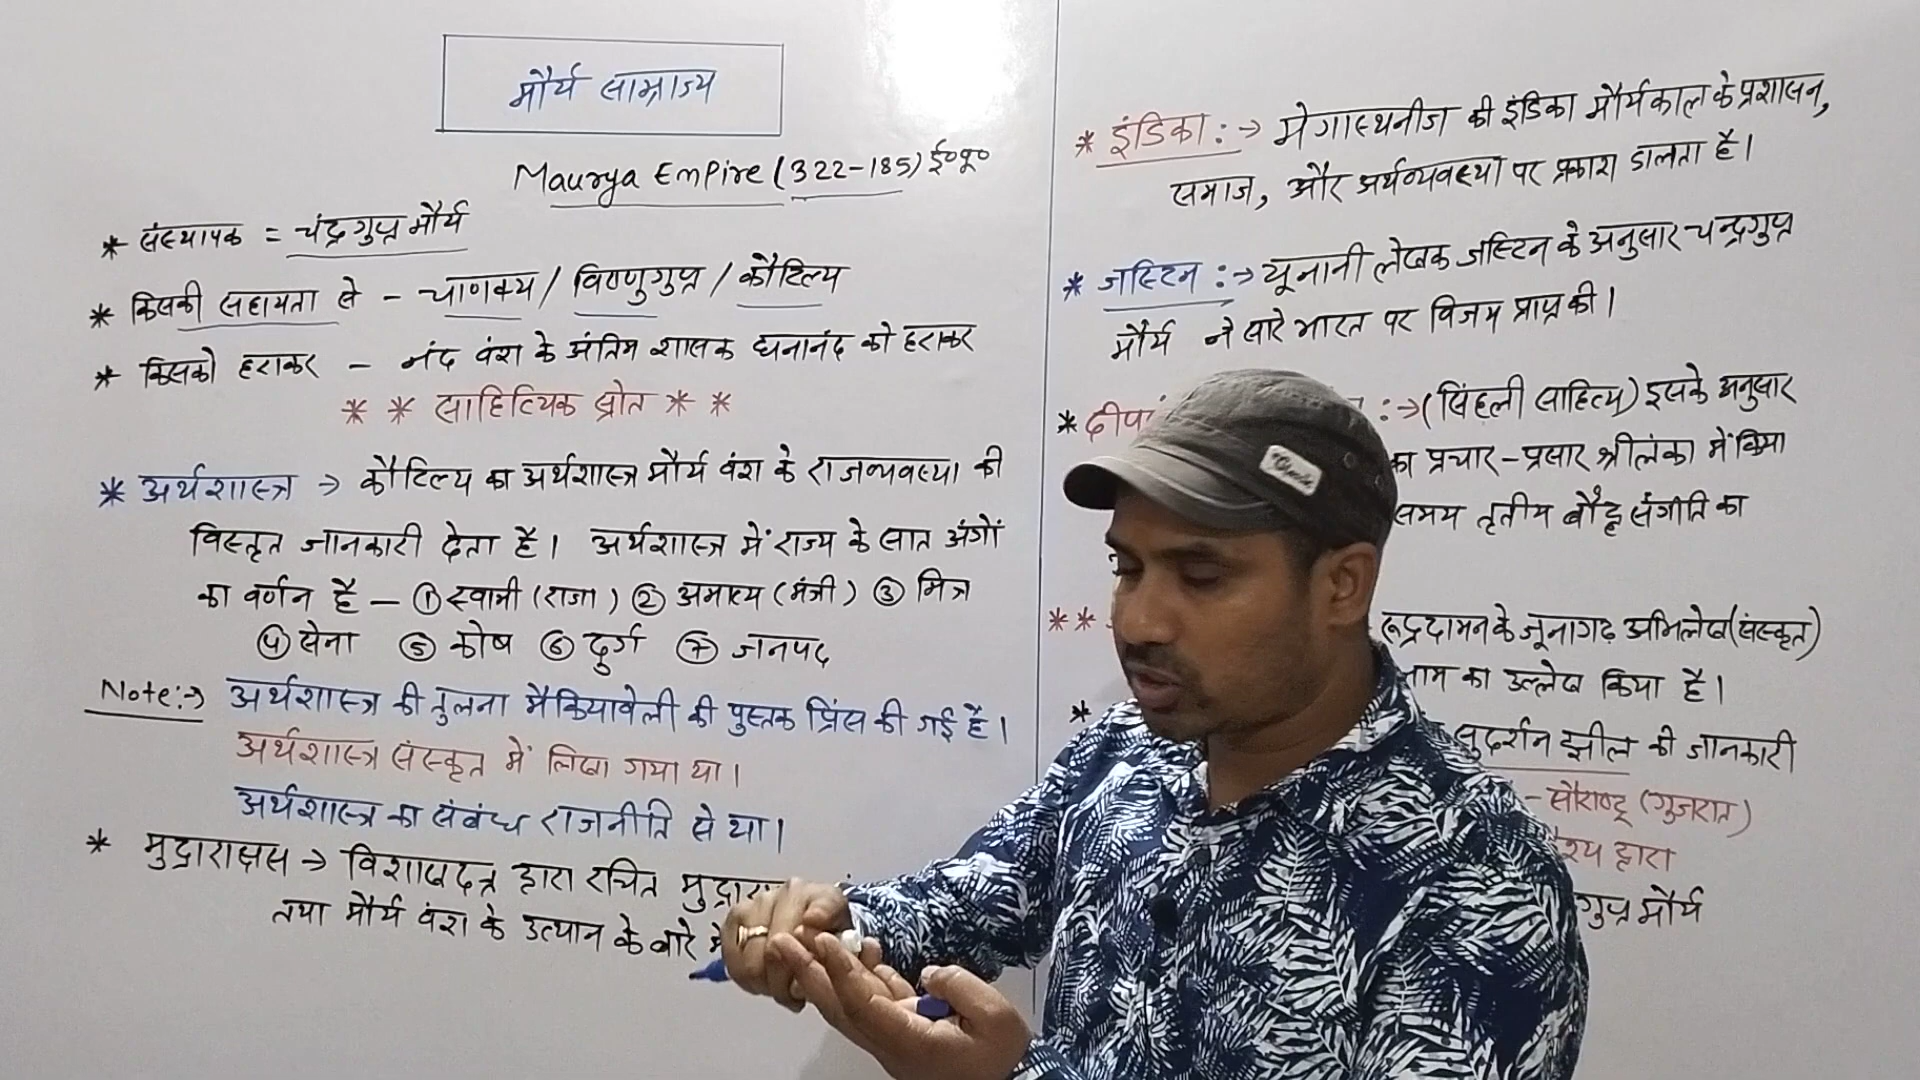 मौर्य साम्राज्य
Maurya Empire (322-185) ई०पू०
* संस्थापक = चंद्रगुप्त मौर्य
* किसकी सहायता से - चाणक्य / विष्णुगुप्त / कौटिल्य
* किसको हराकर - नंद वंश के अंतिम शासक घनानंद को हराकर
* * साहित्यिक स्रोत * *
* अर्थशास्त्र → कौटिल्य का अर्थशास्त्र मौर्य वंश के राजव्यवस्था की
विस्तृत जानकारी देता है। अर्थशास्त्र में राज्य के सात अंगों
का वर्णन है - ① स्वामी (राजा) ② अमात्य (मंत्री) ③ मित्र
④ सेना ⑤ कोष ⑥ दुर्ग ⑦ जनपद
Note:→ अर्थशास्त्र की तुलना मैकियावेली की पुस्तक प्रिंस की गई है।
अर्थशास्त्र संस्कृत में लिखा गया था।
अर्थशास्त्र का संबंध राजनीति से था।
* मुद्राराक्षस → विशाखदत्त द्वारा रचित
तथा मौर्य वंश के उत्थान के बारे
* इंडिका :→ मेगास्थनीज की इंडिका मौर्यकाल के प्रशासन,
समाज, और अर्थव्यवस्था पर प्रकाश डालता है।
* जस्टिन :→ यूनानी लेखक जस्टिन के अनुसार चन्द्रगुप्त
मौर्य ने सारे भारत पर विजय प्राप्त की।
* :→ (सिंहली साहित्य) इसके अनुसार
का प्रचार-प्रसार श्रीलंका में किया
समय तृतीय बौद्ध संगीति का
* * रूद्रदामन के जूनागढ़ अभिलेख (संस्कृत)
नाम का उल्लेख किया है।
* सुदर्शन झील की जानकारी
- सौराष्ट्र (गुजरात)
द्वारा
मौर्य